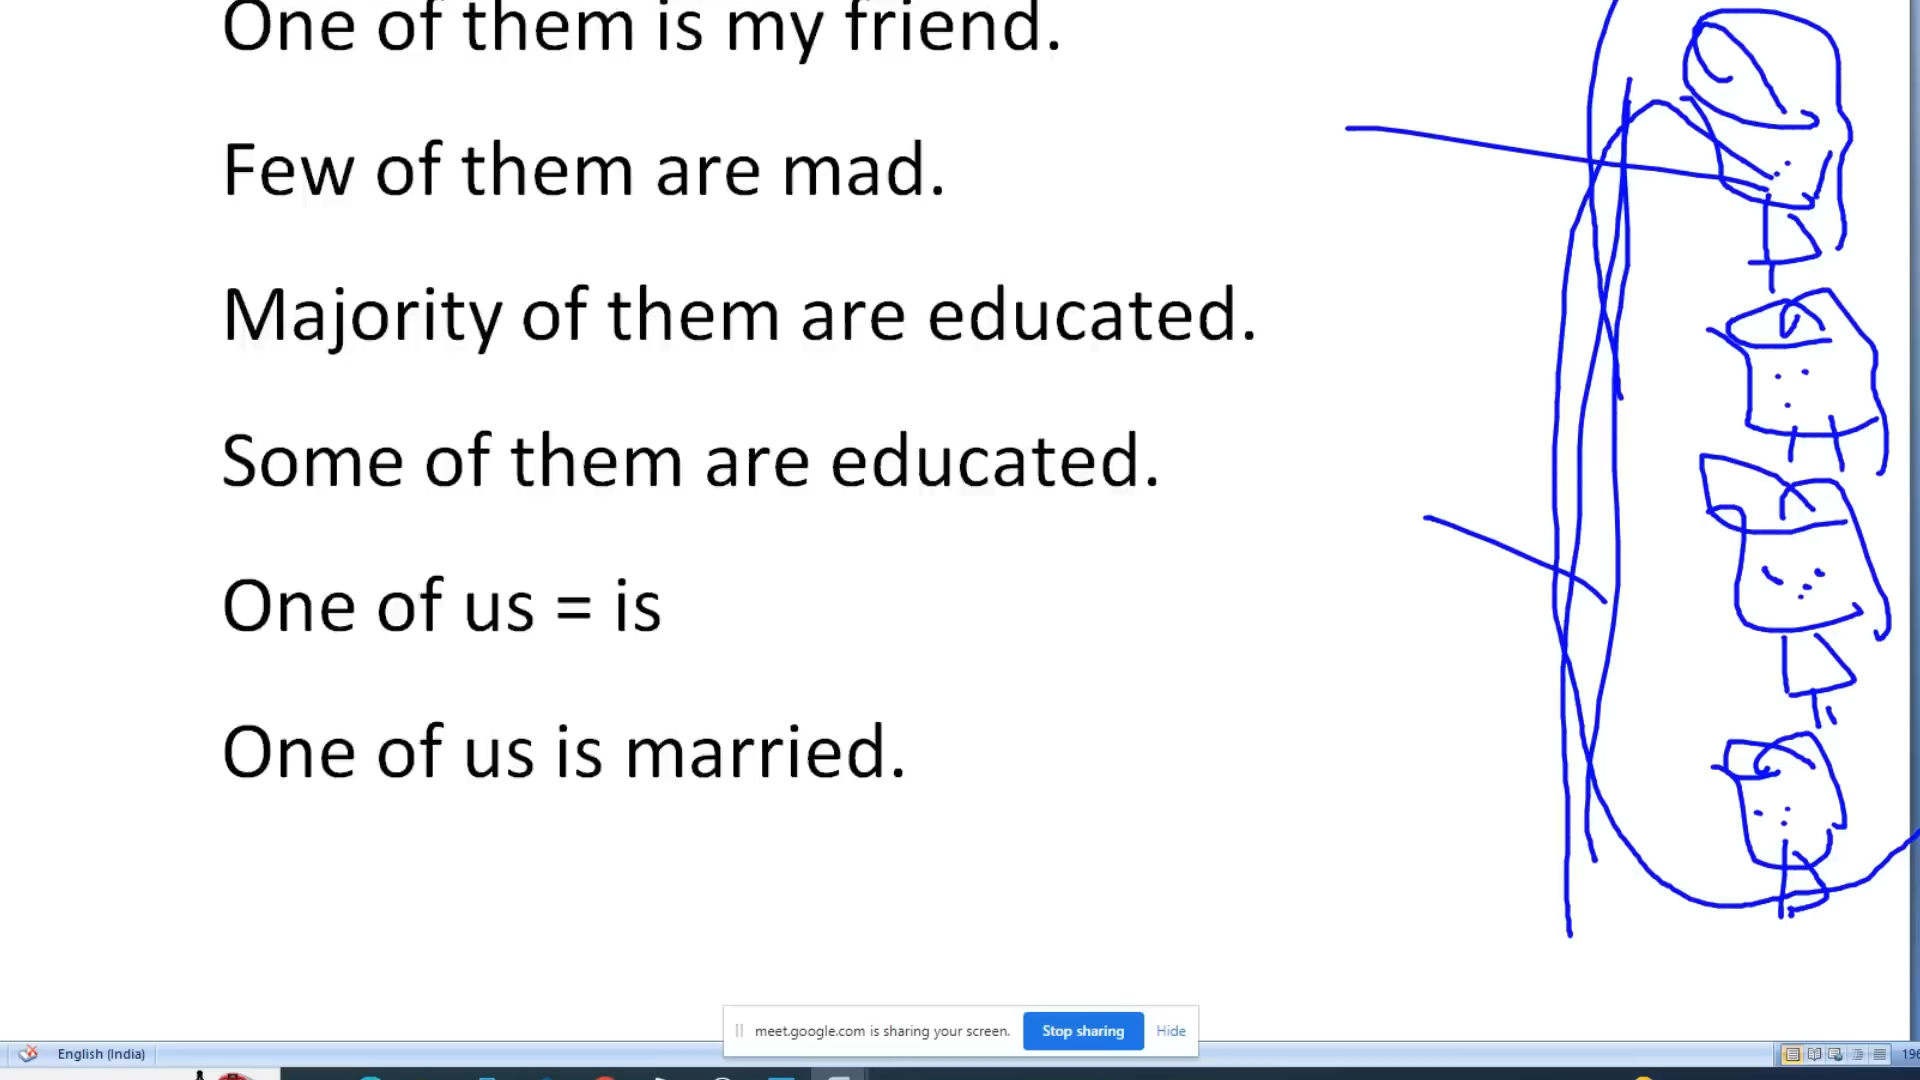 One of them is my friend.
Few of them are mad.
Majority of them are educated.
Some of them are educated.
One of us = is
One of us is married.
meet.google.com is sharing your screen. Stop sharing Hide
English (India)